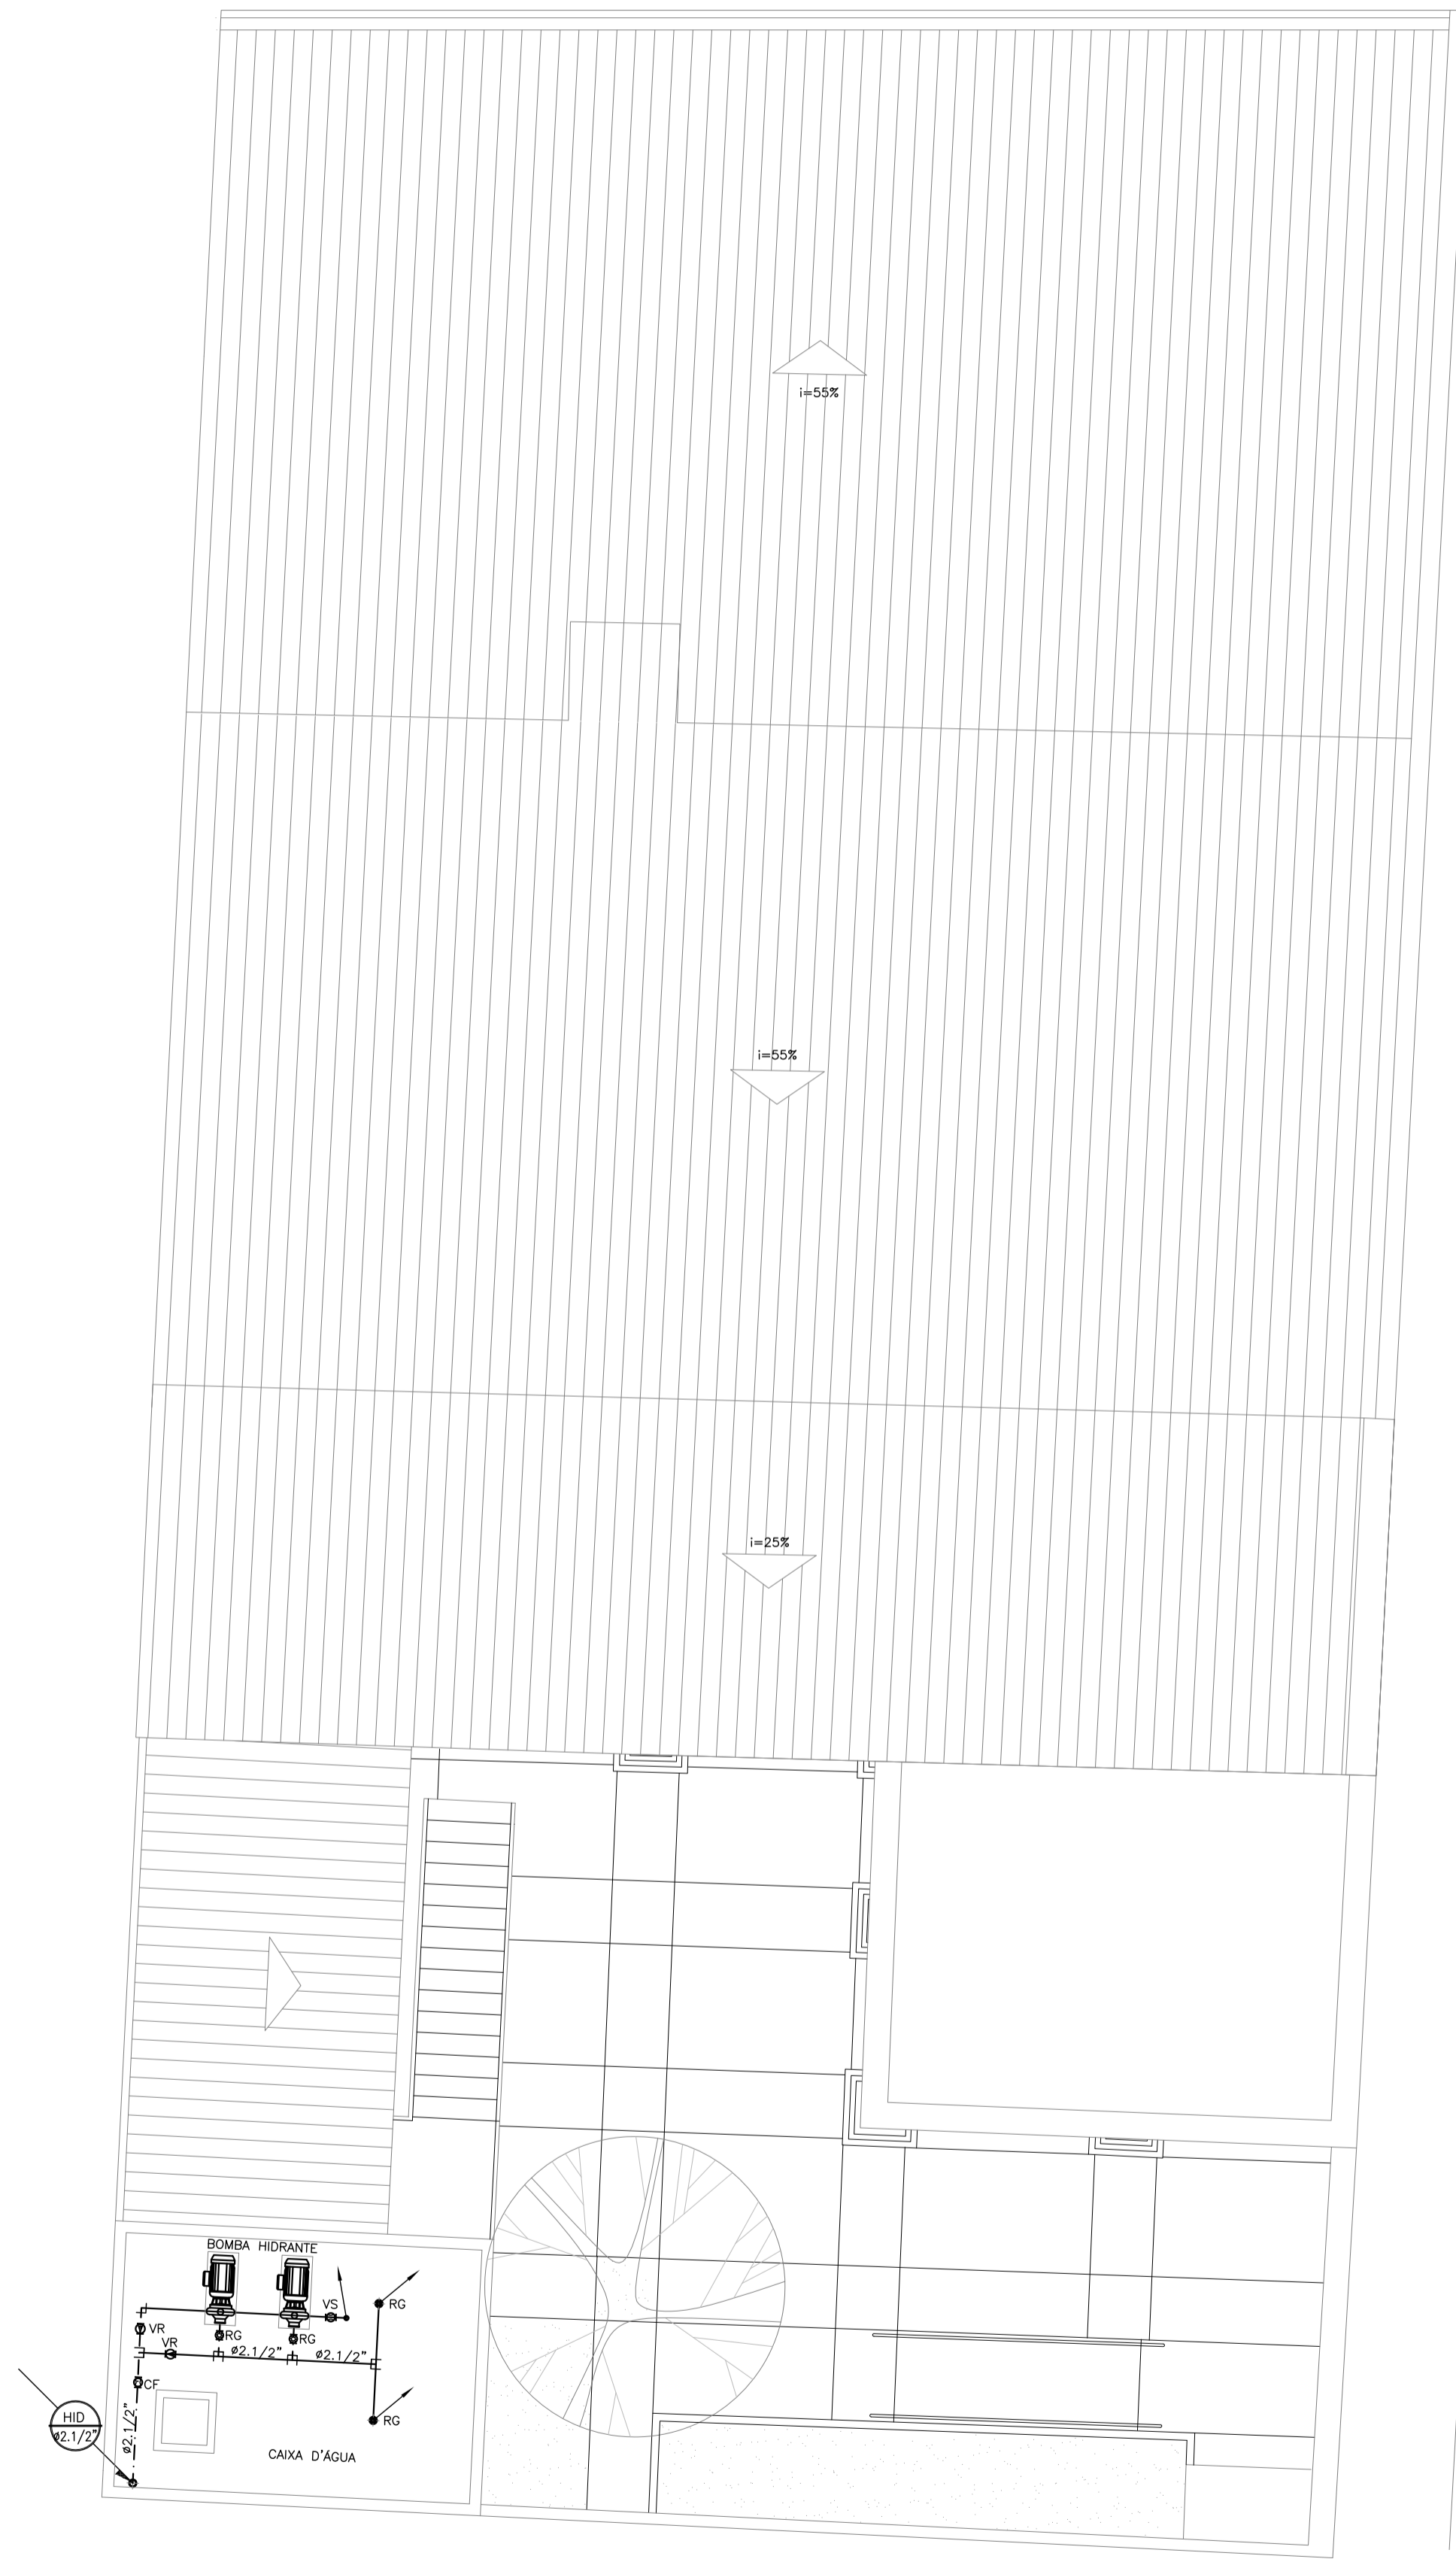 i=55%
i=55%
i=25%
BOMBA HIDRANTE
VS
RG
VR
RG
RG
VR
ø2.1/2"
ø2.1/2"
CF
ø2.1/2"
HID
ø2.1/2"
RG
CAIXA D'ÁGUA